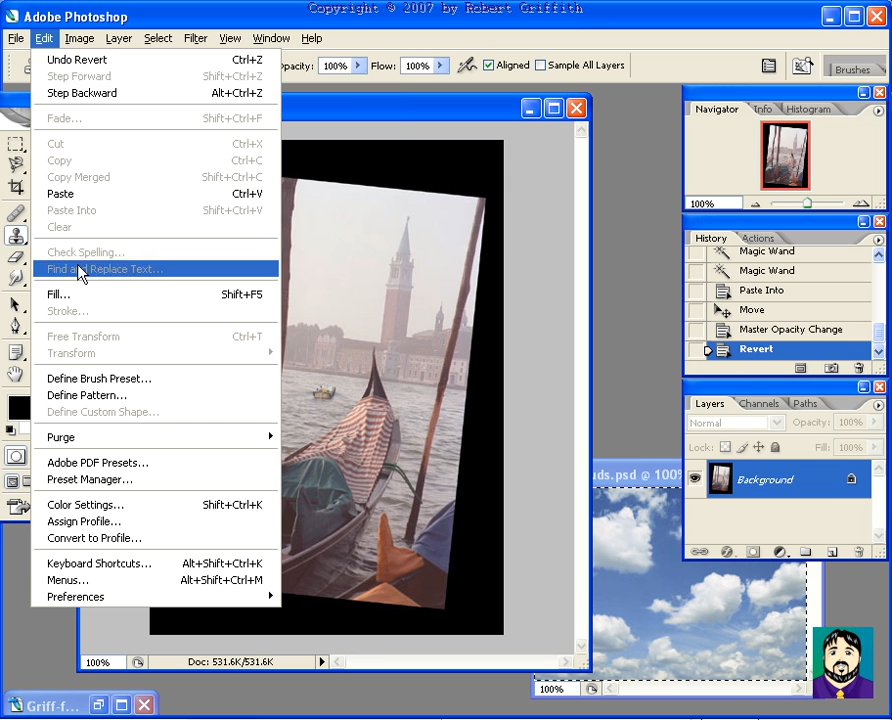 Copyright © 2007 by Robert Griffith
Adobe Photoshop
File Edit Image Layer Select Filter Edit View Window Help
Opacity: 100% Flow: 100% Aligned Sample All Layers Brushes
Undo Revert Ctrl+Z
Step Forward Shift+Ctrl+Z
Step Backward Alt+Ctrl+Z
Fade... Shift+Ctrl+F
Cut Ctrl+X
Copy Ctrl+C
Copy Merged Shift+Ctrl+C
Paste Ctrl+V
Paste Into Shift+Ctrl+V
Clear
Check Spelling...
Find and Replace Text...
Fill... Shift+F5
Stroke...
Free Transform Ctrl+T
Transform
Define Brush Preset...
Define Pattern...
Define Custom Shape...
Purge
Adobe PDF Presets...
Preset Manager...
Color Settings... Shift+Ctrl+K
Assign Profile...
Convert to Profile...
Keyboard Shortcuts... Alt+Shift+Ctrl+K
Menus... Alt+Shift+Ctrl+M
Preferences
100% Doc: 531.6K/531.6K
Griff-f...
Navigator Info Histogram
100%
History Actions
Magic Wand
Magic Wand
Paste Into
Move
Master Opacity Change
Revert
Layers Channels Paths
Normal Opacity: 100%
Lock: Fill: 100%
Background
uds.psd @ 100%
100%